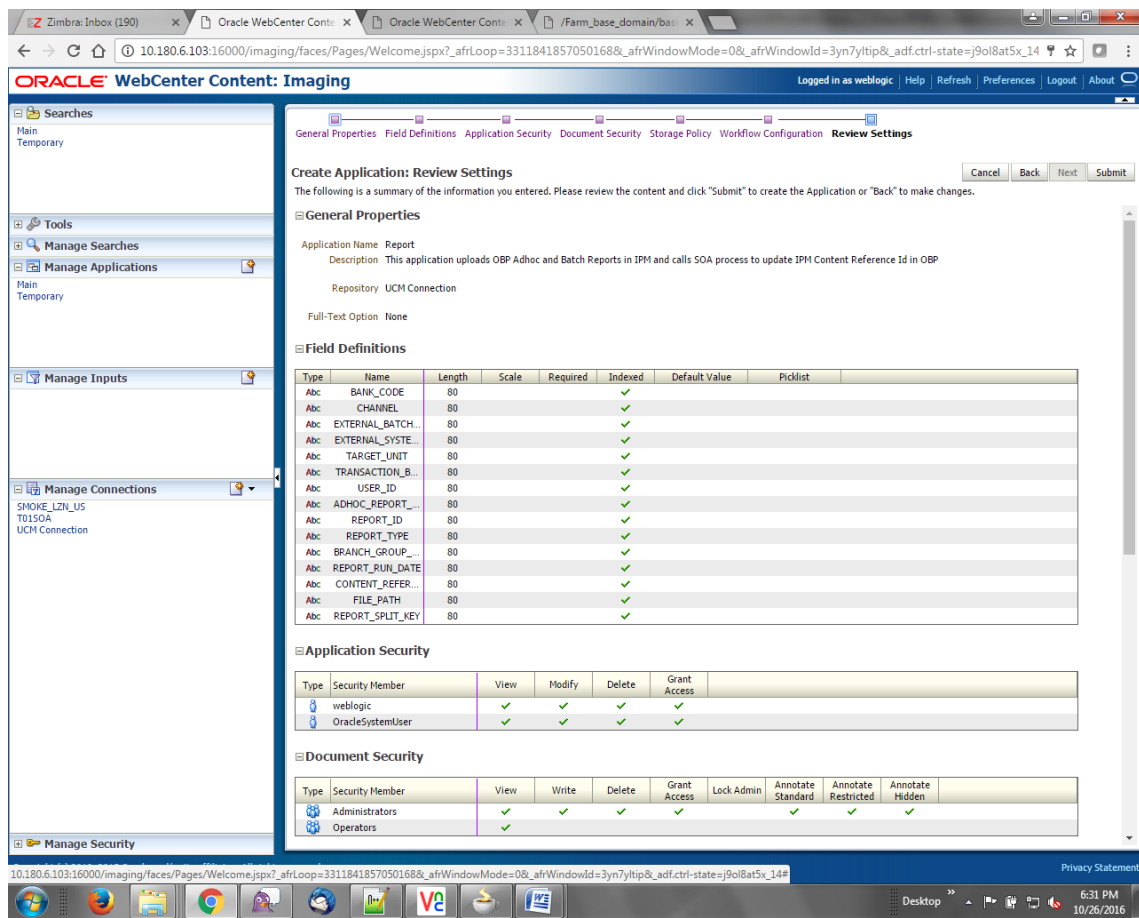 Zimbra: Inbox (190)
Oracle WebCenter Conte
Oracle WebCenter Conte
/Farm_base_domain/bas
10.180.6.103:16000/imaging/faces/Pages/Welcome.jspx?_afrLoop=3311841857050168&_afrWindowMode=0&_afrWindowId=3yn7yltip&_adf.ctrl-state=j9ol8at5x_14
ORACLE WebCenter Content: Imaging
Logged in as weblogic Help Refresh Preferences Logout About
Searches
Main
Temporary
Tools
Manage Searches
Manage Applications
Main
Temporary
Manage Inputs
Manage Connections
SMOKE_LZN_US
T01SOA
UCM Connection
Manage Security
General Properties Field Definitions Application Security Document Security Storage Policy Workflow Configuration Review Settings
Create Application: Review Settings
Cancel Back Next Submit
The following is a summary of the information you entered. Please review the content and click "Submit" to create the Application or "Back" to make changes.
General Properties
Application Name Report
Description This application uploads OBP Adhoc and Batch Reports in IPM and calls SOA process to update IPM Content Reference Id in OBP
Repository UCM Connection
Full-Text Option None
Field Definitions
Type Name Length Scale Required Indexed Default Value Picklist
Abc BANK_CODE 80
Abc CHANNEL 80
Abc EXTERNAL_BATCH... 80
Abc EXTERNAL_SYSTE... 80
Abc TARGET_UNIT 80
Abc TRANSACTION_B... 80
Abc USER_ID 80
Abc ADHOC_REPORT_... 80
Abc REPORT_ID 80
Abc REPORT_TYPE 80
Abc BRANCH_GROUP_... 80
Abc REPORT_RUN_DATE 80
Abc CONTENT_REFER... 80
Abc FILE_PATH 80
Abc REPORT_SPLIT_KEY 80
Application Security
Type Security Member View Modify Delete Grant Access
weblogic
OracleSystemUser
Document Security
Type Security Member View Write Delete Grant Access Lock Admin Annotate Standard Annotate Restricted Annotate Hidden
Administrators
Operators
10.180.6.103:16000/imaging/faces/Pages/Welcome.jspx?_afrLoop=3311841857050168&_afrWindowMode=0&_afrWindowId=3yn7yltip&_adf.ctrl-state=j9ol8at5x_14#
Privacy Statement
Desktop
6:31 PM
10/26/2016